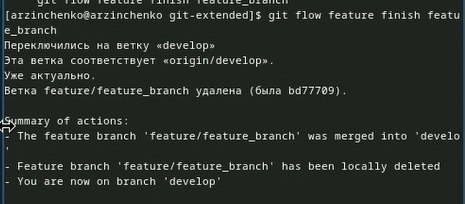 git flow feature finish feature_branch
[arzinchenko@arzinchenko git-extended]$ git flow feature finish featu
e_branch
Переключились на ветку «develop»
Эта ветка соответствует «origin/develop».
Уже актуально.
Ветка feature/feature_branch удалена (была bd77709).
Summary of actions:
- The feature branch 'feature/feature_branch' was merged into 'develo
'
- Feature branch 'feature/feature_branch' has been locally deleted
- You are now on branch 'develop'